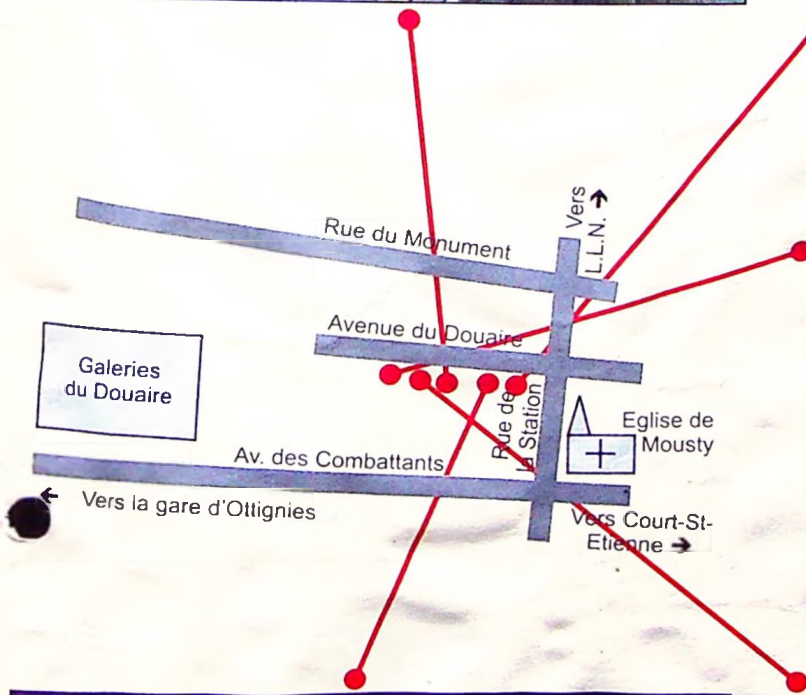 Vers
L.L.N. ➔
Rue du Monument
Avenue du Douaire
Galeries
du Douaire
Rue de
la Station
Eglise de
Mousty
Av. des Combattants
← Vers la gare d'Ottignies
Vers Court-St-
Etienne ➔